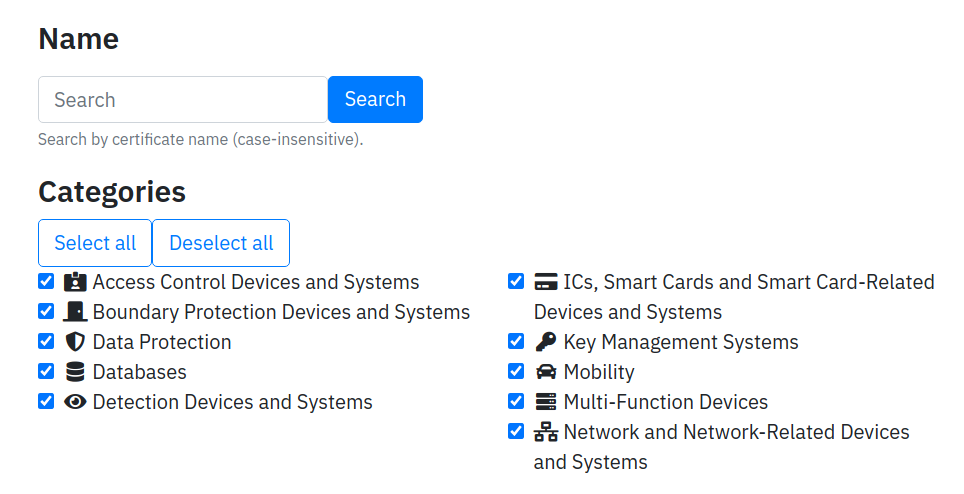 Name
Search Search
Search by certificate name (case-insensitive).
Categories
Select all Deselect all
Access Control Devices and Systems
Boundary Protection Devices and Systems
Data Protection
Databases
Detection Devices and Systems
ICs, Smart Cards and Smart Card-Related
Devices and Systems
Key Management Systems
Mobility
Multi-Function Devices
Network and Network-Related Devices
and Systems